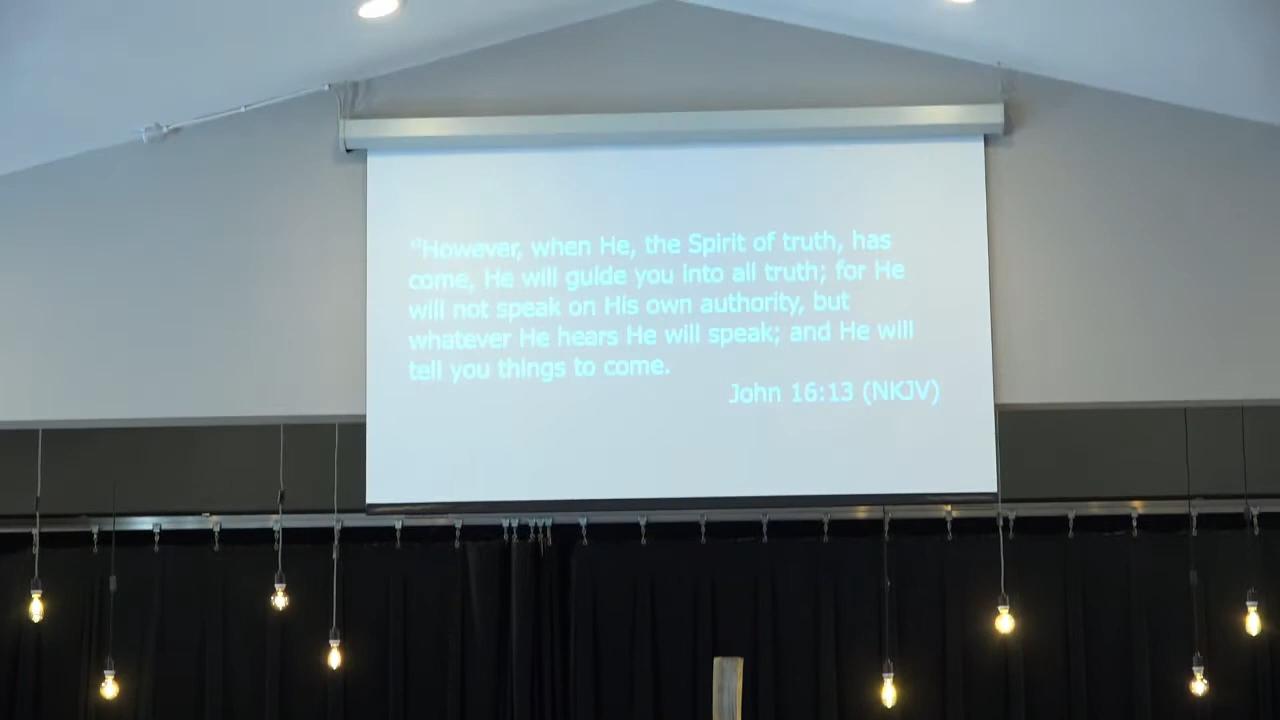 "However, when He, the Spirit of truth, has
come, He will guide you into all truth; for He
will not speak on His own authority, but
whatever He hears He will speak; and He will
tell you things to come.
John 16:13 (NKJV)